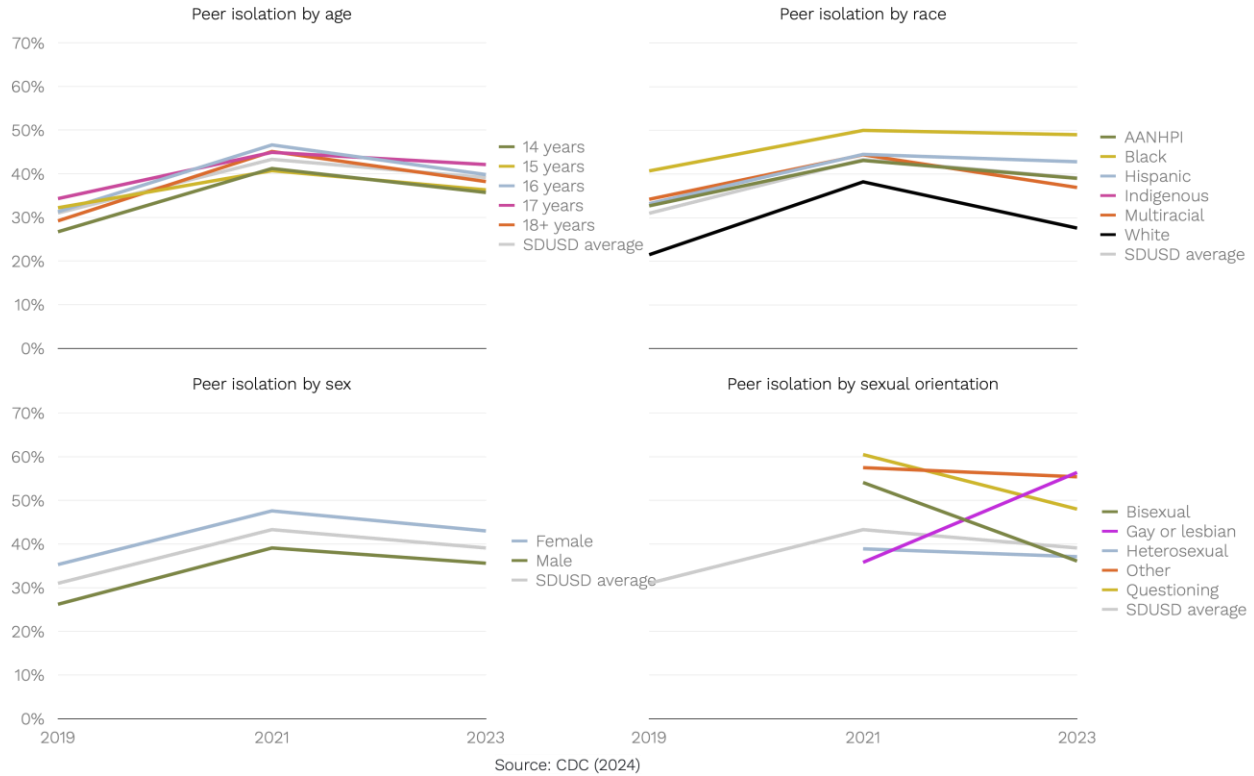 Peer isolation by age
70%
60%
50%
40%
30%
20%
10%
0%
14 years
15 years
16 years
17 years
18+ years
SDUSD average
Peer isolation by race
AANHPI
Black
Hispanic
Indigenous
Multiracial
White
SDUSD average
Peer isolation by sex
70%
60%
50%
40%
30%
20%
10%
0%
2019
2021
2023
Female
Male
SDUSD average
Peer isolation by sexual orientation
2019
2021
2023
Bisexual
Gay or lesbian
Heterosexual
Other
Questioning
SDUSD average
Source: CDC (2024)